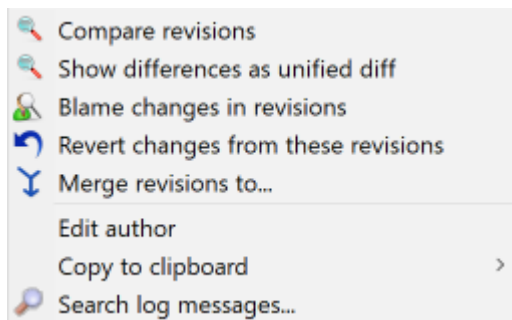 Compare revisions
Show differences as unified diff
Blame changes in revisions
Revert changes from these revisions
Merge revisions to...
Edit author
Copy to clipboard
Search log messages...